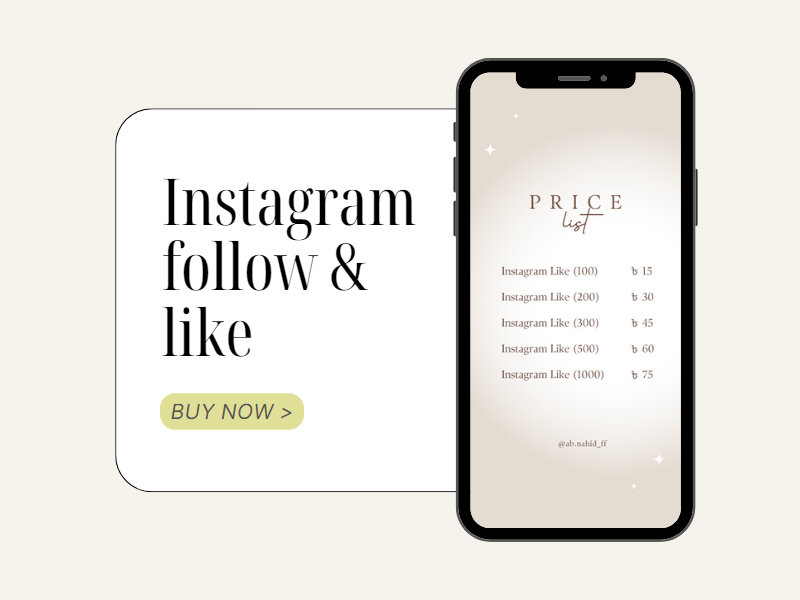 Instagram
follow &
like
BUY NOW >
PRICE
list
Instagram Like (100) ৳ 15
Instagram Like (200) ৳ 30
Instagram Like (300) ৳ 45
Instagram Like (500) ৳ 60
Instagram Like (1000) ৳ 75
@ab.nahid_ff